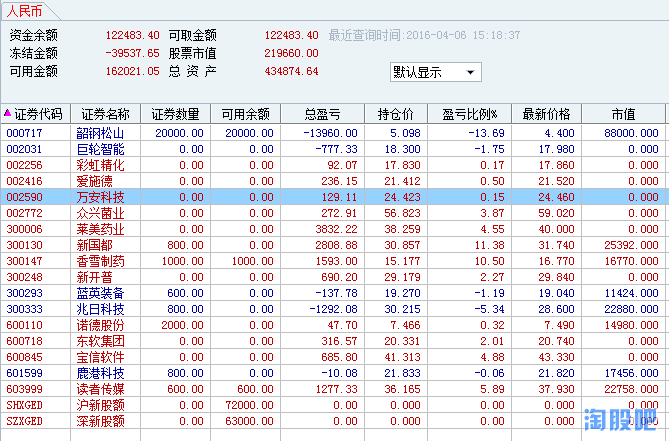 人民币
资金余额 122483.40 可取金额 122483.40 最近查询时间:2016-04-06 15:18:37
冻结金额 -39537.65 股票市值 219660.00
可用金额 162021.05 总 资 产 434874.64 默认显示
证券代码 证券名称 证券数量 可用余额 总盈亏 持仓价 盈亏比例% 最新价格 市值
000717 韶钢松山 20000.00 20000.00 -13960.00 5.098 -13.69 4.400 88000.000
002031 巨轮智能 0.00 0.00 -777.33 18.300 -1.75 17.980 0.000
002256 彩虹精化 0.00 0.00 92.07 17.830 0.17 17.860 0.000
002416 爱施德 0.00 0.00 236.15 21.412 0.50 21.520 0.000
002590 万安科技 0.00 0.00 129.11 24.423 0.15 24.460 0.000
002772 众兴菌业 0.00 0.00 272.91 56.823 3.87 59.020 0.000
300006 莱美药业 0.00 0.00 3832.22 38.259 4.55 40.000 0.000
300130 新国都 800.00 0.00 2808.88 30.857 11.38 31.740 25392.000
300147 香雪制药 1000.00 1000.00 1593.00 15.177 10.50 16.770 16770.000
300248 新开普 0.00 0.00 690.20 29.179 2.27 29.840 0.000
300293 蓝英装备 600.00 0.00 -137.78 19.270 -1.19 19.040 11424.000
300333 兆日科技 800.00 0.00 -1292.08 30.215 -5.34 28.600 22880.000
600110 诺德股份 2000.00 0.00 47.70 7.466 0.32 7.490 14980.000
600718 东软集团 0.00 0.00 316.57 20.331 2.01 20.740 0.000
600845 宝信软件 0.00 0.00 685.80 41.313 4.88 43.330 0.000
601599 鹿港科技 800.00 0.00 -10.08 21.833 -0.06 21.820 17456.000
603999 读者传媒 600.00 600.00 1277.33 36.165 5.89 37.930 22758.000
SHXGED 沪新股额 0.00 72000.00 0.00 0.000 0.00 0.000 0.000
SZXGED 深新股额 0.00 63000.00 0.00 0.000 0.00 0.000 0.000
淘股吧